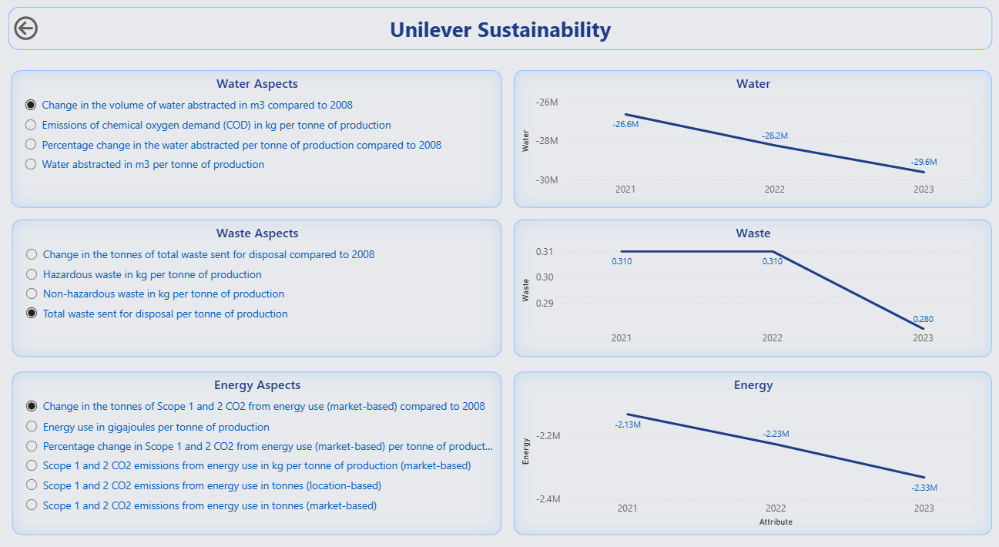 Unilever Sustainability
Water Aspects
Change in the volume of water abstracted in m3 compared to 2008
Emissions of chemical oxygen demand (COD) in kg per tonne of production
Percentage change in the water abstracted per tonne of production compared to 2008
Water abstracted in m3 per tonne of production
Water
-26M
-28M
-30M
Water
-26.6M
-28.2M
-29.6M
2021 2022 2023
Waste Aspects
Change in the tonnes of total waste sent for disposal compared to 2008
Hazardous waste in kg per tonne of production
Non-hazardous waste in kg per tonne of production
Total waste sent for disposal per tonne of production
Waste
0.31
0.30
0.29
Waste
0.310
0.310
0.280
2021 2022 2023
Energy Aspects
Change in the tonnes of Scope 1 and 2 CO2 from energy use (market-based) compared to 2008
Energy use in gigajoules per tonne of production
Percentage change in Scope 1 and 2 CO2 from energy use (market-based) per tonne of product...
Scope 1 and 2 CO2 emissions from energy use in kg per tonne of production (market-based)
Scope 1 and 2 CO2 emissions from energy use in tonnes (location-based)
Scope 1 and 2 CO2 emissions from energy use in tonnes (market-based)
Energy
-2.2M
-2.4M
Energy
-2.13M
-2.23M
-2.33M
2021 2022 2023
Attribute